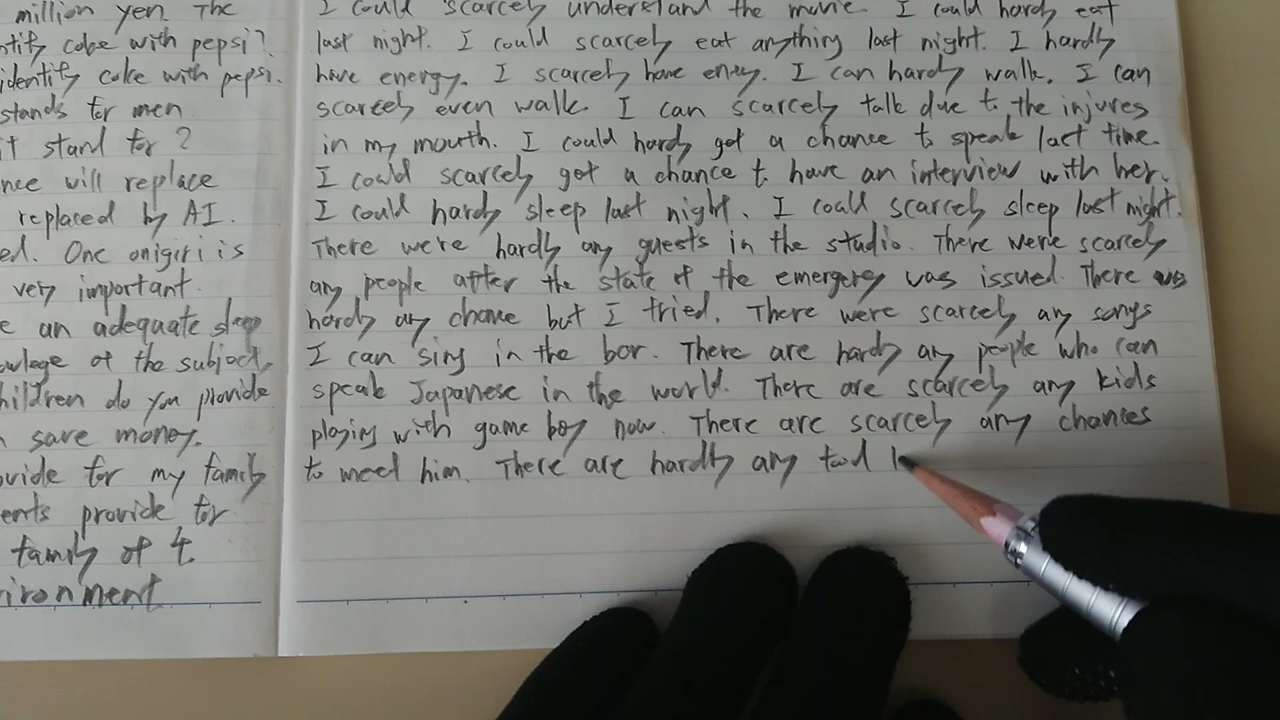 million yen. The
ntify coke with pepsi?
identify coke with pepsi.
stands for men
it stand for?
nce will replace
replaced by AI.
ed. One onigiri is
very important.
e an adequate sleep
owlege of the subject.
hildren do you provide
n save money.
ovide for my family
ents provide for
family of 4.
ironment
I could scarcely understand the movie. I could hardly eat
last night. I could scarcely eat anything last night. I hardly
have energy. I scarcely have energy. I can hardly walk. I can
scarcely even walk. I can scarcely talk due to the injures
in my mouth. I could hardly get a chance to speak last time.
I could scarcely get a chance to have an interview with her.
I could hardly sleep last night. I could scarcely sleep last night.
There were hardly any guests in the studio. There were scarcely
any people after the state of the emergency was issued. There was
hardly any chance but I tried. There were scarcely any songs
I can sing in the bar. There are hardly any people who can
speak Japanese in the world. There are scarcely any kids
playing with game boy now. There are scarcely any chances
to meet him. There are hardly any food